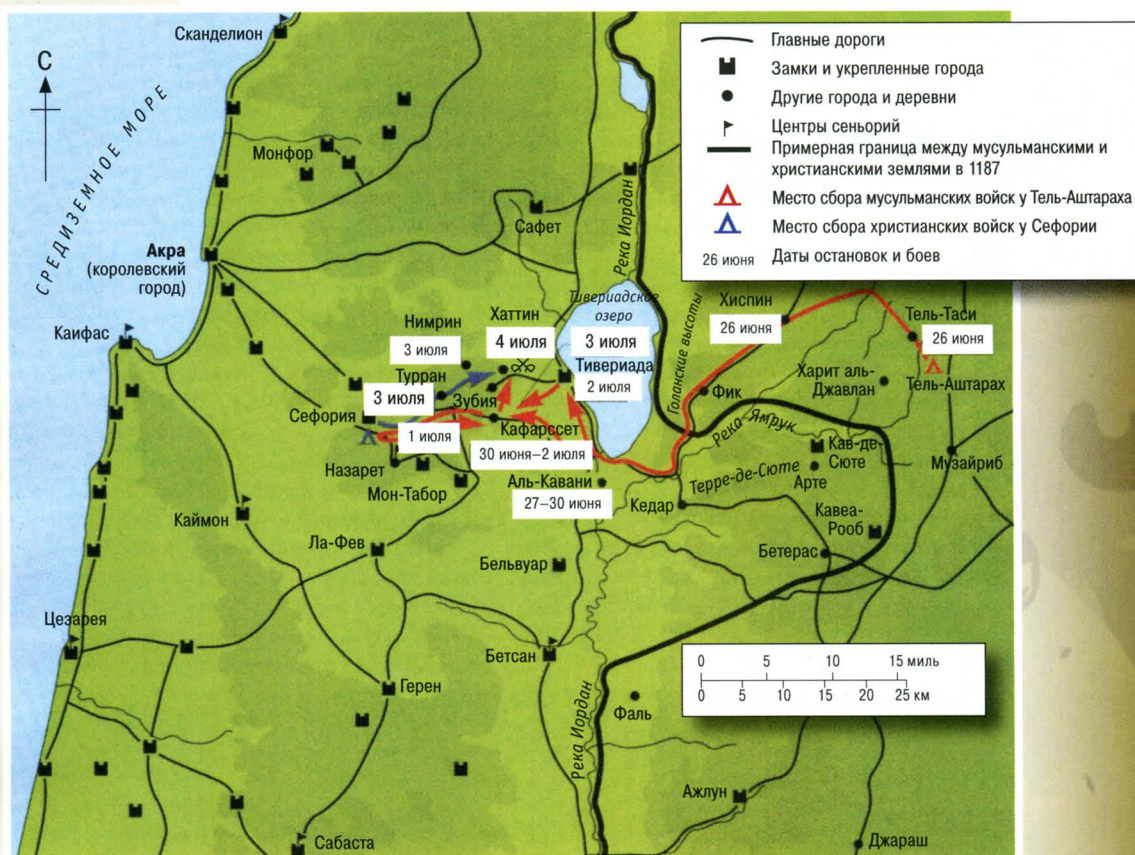 Сканделион
С
СРЕДИЗЕМНОЕ МОРЕ
Монфор
Сафет
Река Иордан
Акра
(королевский
город)
Каифас
Тивериадское
озеро
Голанские высоты
Хиспин
26 июня
Тель-Таси
26 июня
Тель-Аштарах
Харит аль-
Джавлан
Нимрин
3 июля
Хаттин
4 июля
3 июля
Тивериада
2 июля
Турран
3 июля
Зубия
Сефория
1 июля
Кафарссет
30 июня–2 июля
Фик
Река Ямрук
Назарет
Мон-Табор
Аль-Кавани
27–30 июня
Кедар
Терре-де-Сюте
Кав-де-
Сюте
Арте
Музайриб
Кавеа-
Рооб
Бетерас
Каймон
Ла-Фев
Бельвуар
Цезарея
Бетсан
Герен
Река Иордан
Фаль
Ажлун
Сабаста
Джараш
Главные дороги
Замки и укрепленные города
Другие города и деревни
Центры сеньорий
Примерная граница между мусульманскими и
христианскими землями в 1187
Место сбора мусульманских войск у Тель-Аштараха
Место сбора христианских войск у Сефории
26 июня Даты остановок и боев
0 5 10 15 миль
0 5 10 15 20 25 км